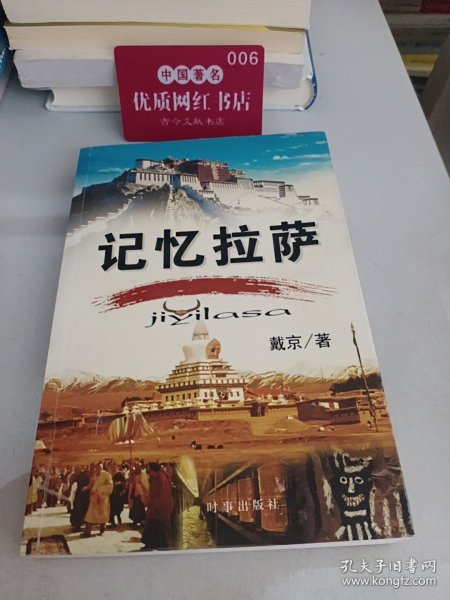 006
中国著名
优质网红书店
古今文献书店
记忆拉萨
jiyilasa
戴京/著
时事出版社
孔夫子旧书网
www.kongfz.com